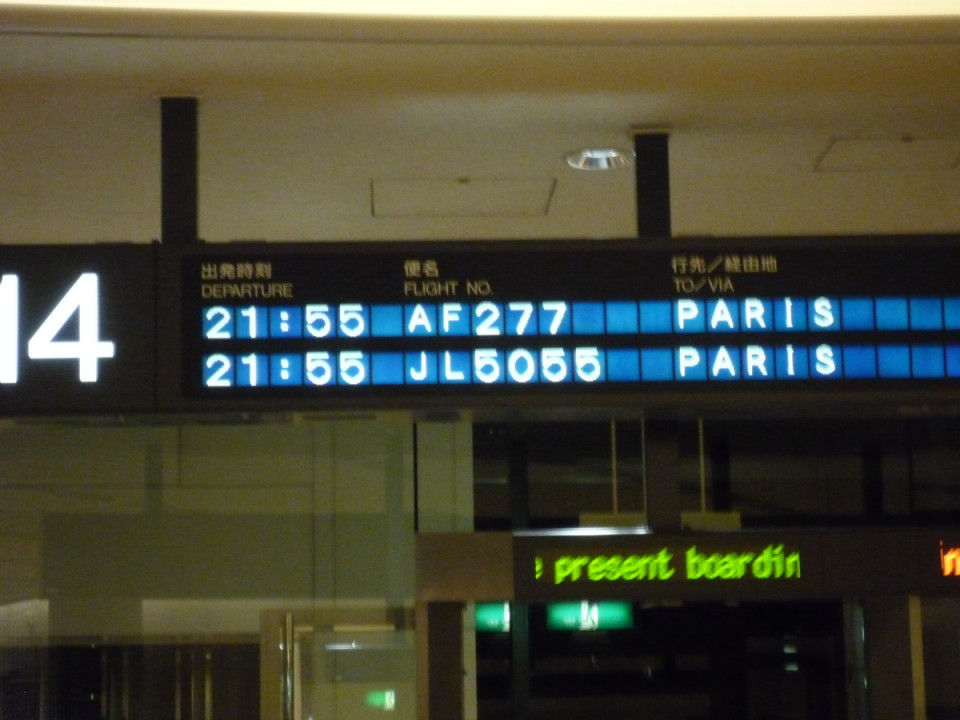 14
出発時刻 便名 行先／経由地
DEPARTURE FLIGHT NO. TO/VIA
21:55 AF277 PARIS
21:55 JL5055 PARIS
present boardin